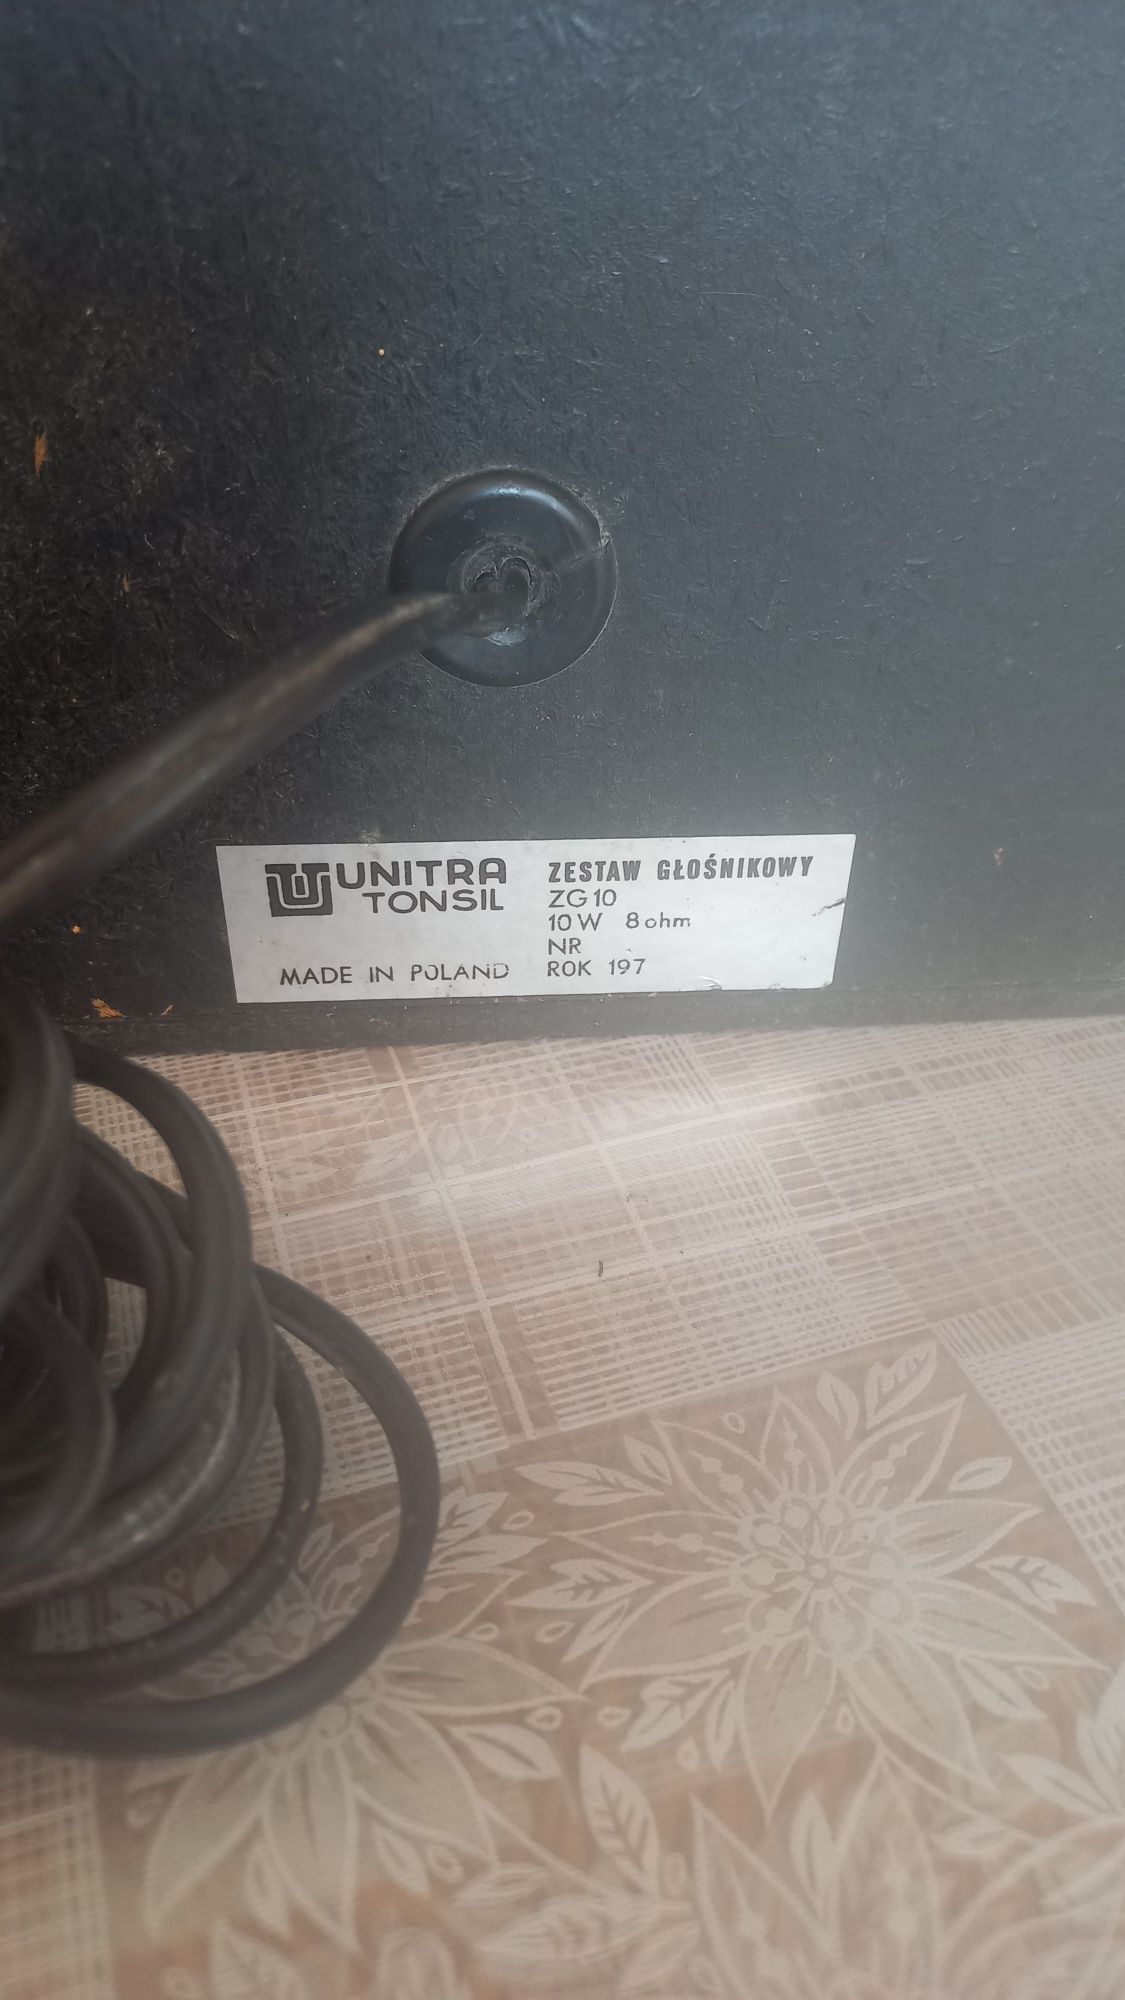 UNITRA
TONSIL
MADE IN POLAND
ZESTAW GŁOŚNIKOWY
ZG10
10W 8ohm
NR
ROK 197